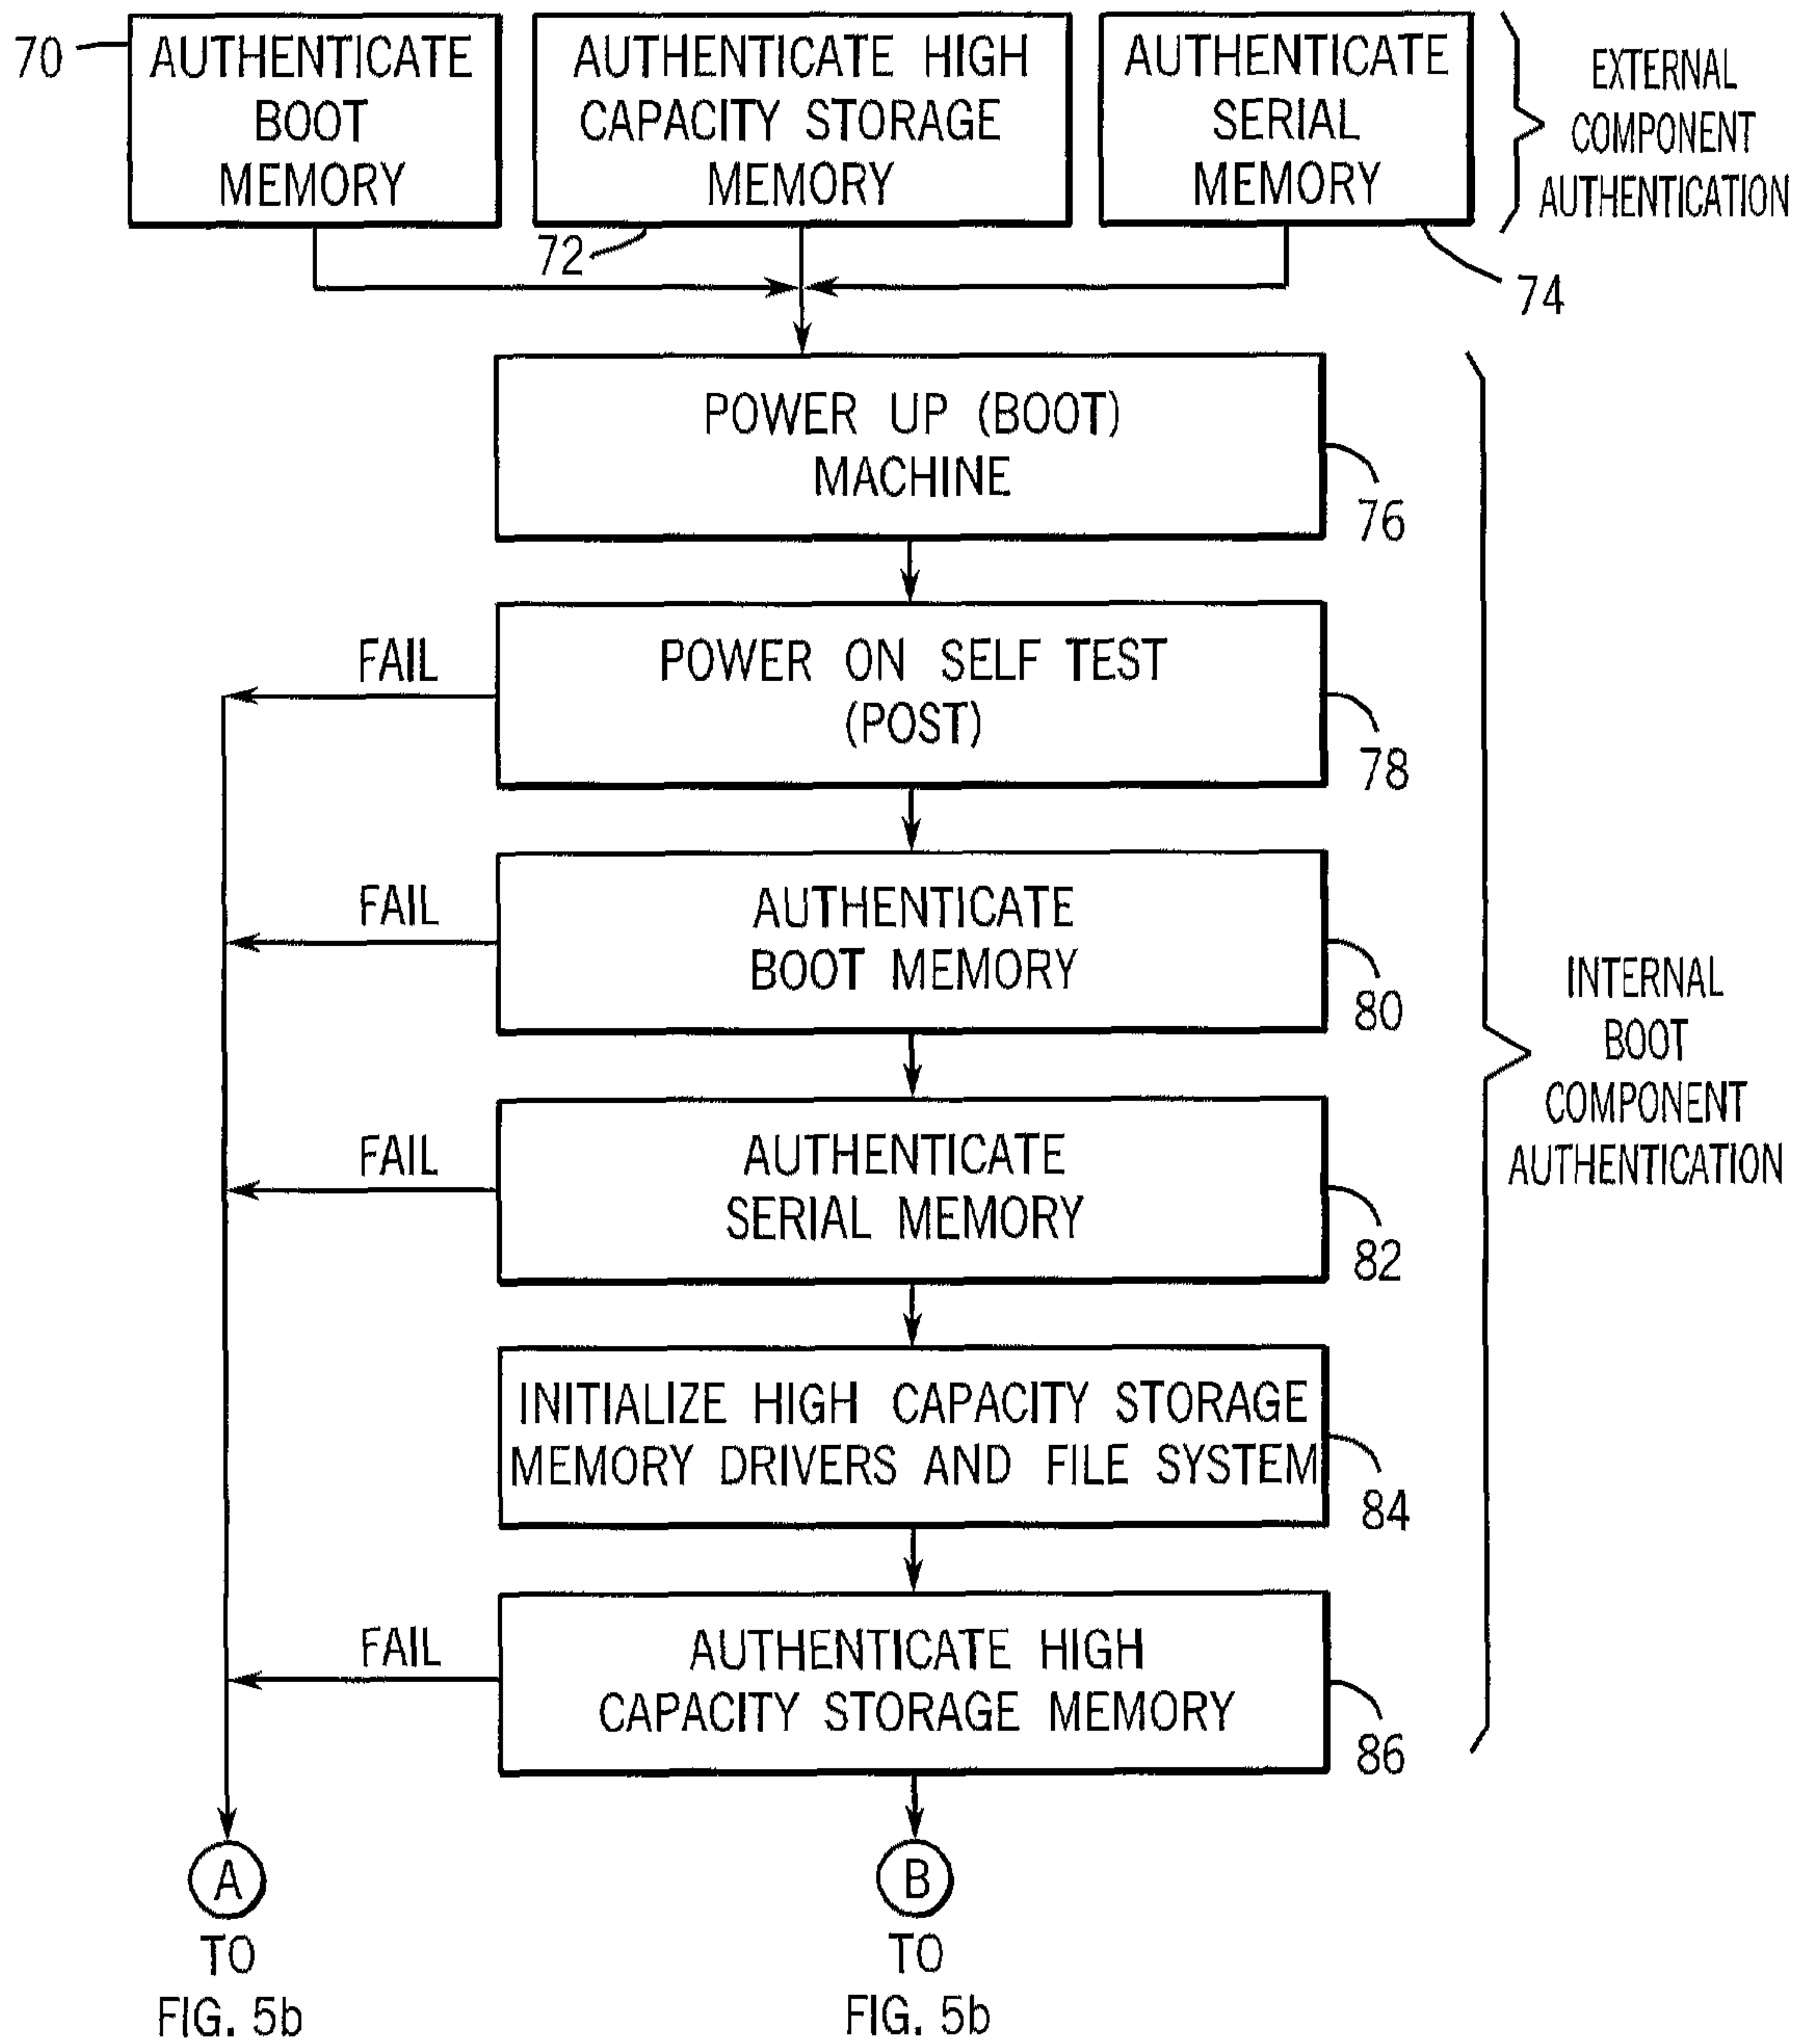 70
AUTHENTICATE
BOOT
MEMORY
AUTHENTICATE HIGH
CAPACITY STORAGE
MEMORY
72
AUTHENTICATE
SERIAL
MEMORY
74
EXTERNAL
COMPONENT
AUTHENTICATION
POWER UP (BOOT)
MACHINE
76
FAIL
POWER ON SELF TEST
(POST)
78
FAIL
AUTHENTICATE
BOOT MEMORY
80
INTERNAL
BOOT
COMPONENT
AUTHENTICATION
FAIL
AUTHENTICATE
SERIAL MEMORY
82
INITIALIZE HIGH CAPACITY STORAGE
MEMORY DRIVERS AND FILE SYSTEM
84
FAIL
AUTHENTICATE HIGH
CAPACITY STORAGE MEMORY
86
A
TO
FIG. 5b
B
TO
FIG. 5b